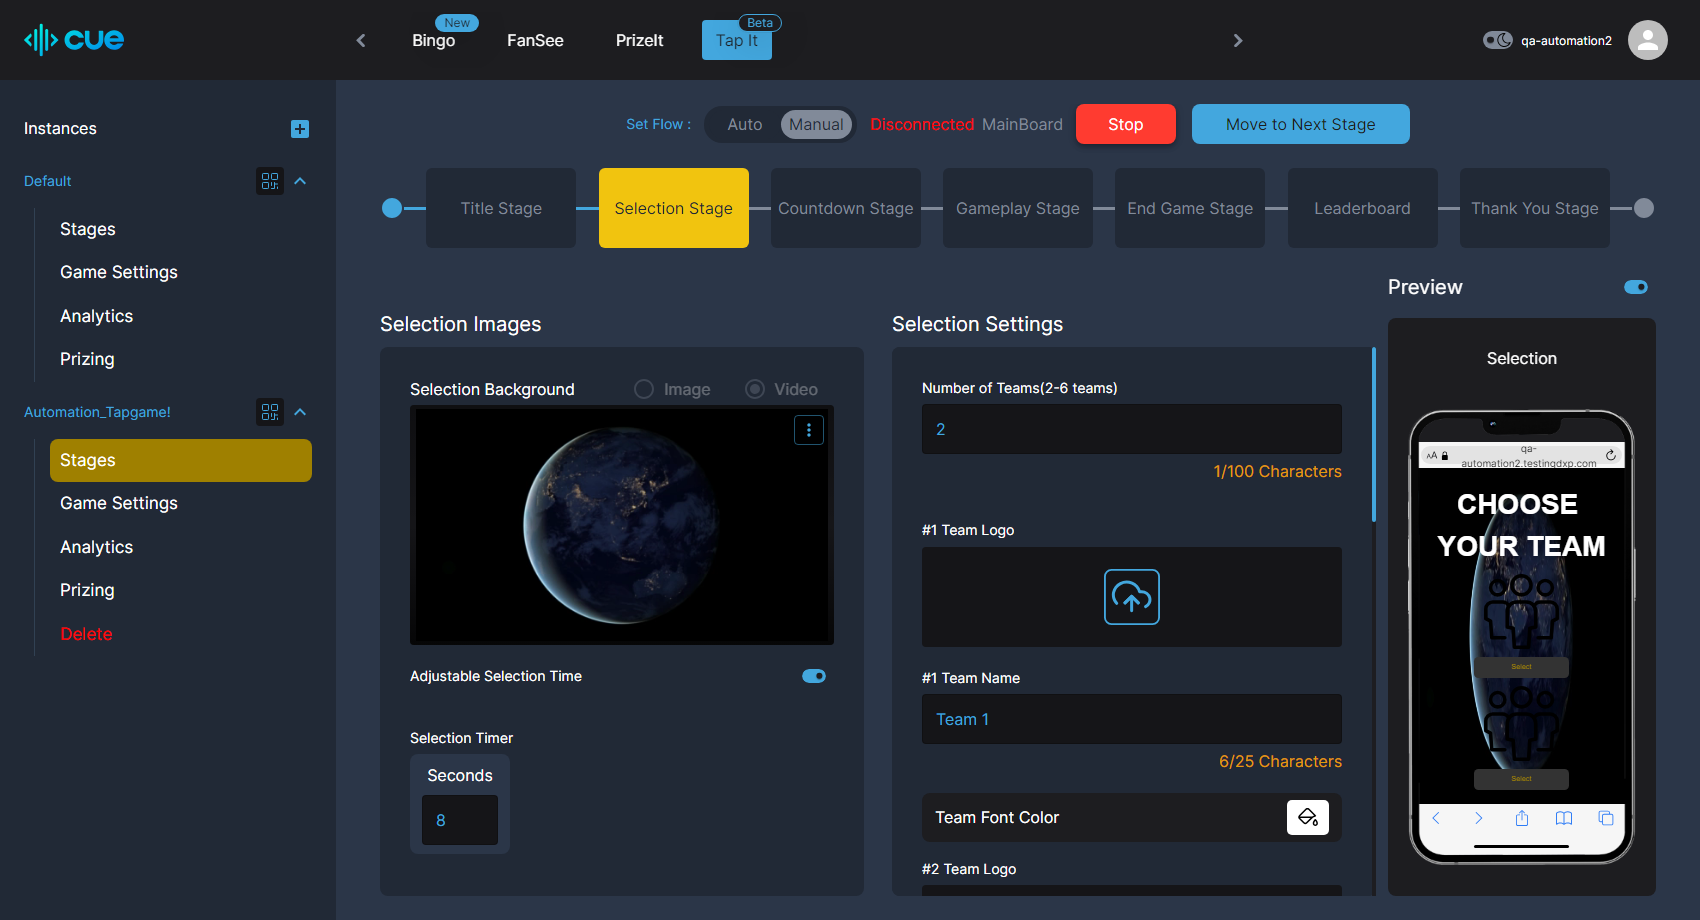 cue
New
Bingo
FanSee
PrizeIt
Beta
Tap It
qa-automation2
Instances
Default
Stages
Game Settings
Analytics
Prizing
Automation_Tapgame!
Stages
Game Settings
Analytics
Prizing
Delete
Set Flow :
Auto
Manual
Disconnected MainBoard
Stop
Move to Next Stage
Title Stage
Selection Stage
Countdown Stage
Gameplay Stage
End Game Stage
Leaderboard
Thank You Stage
Selection Images
Selection Background
Image
Video
Adjustable Selection Time
Selection Timer
Seconds
8
Selection Settings
Number of Teams(2-6 teams)
2
1/100 Characters
#1 Team Logo
#1 Team Name
Team 1
6/25 Characters
Team Font Color
#2 Team Logo
Preview
Selection
AA
qa-
automation2.testingdxp.com
CHOOSE
YOUR TEAM
Select
Select